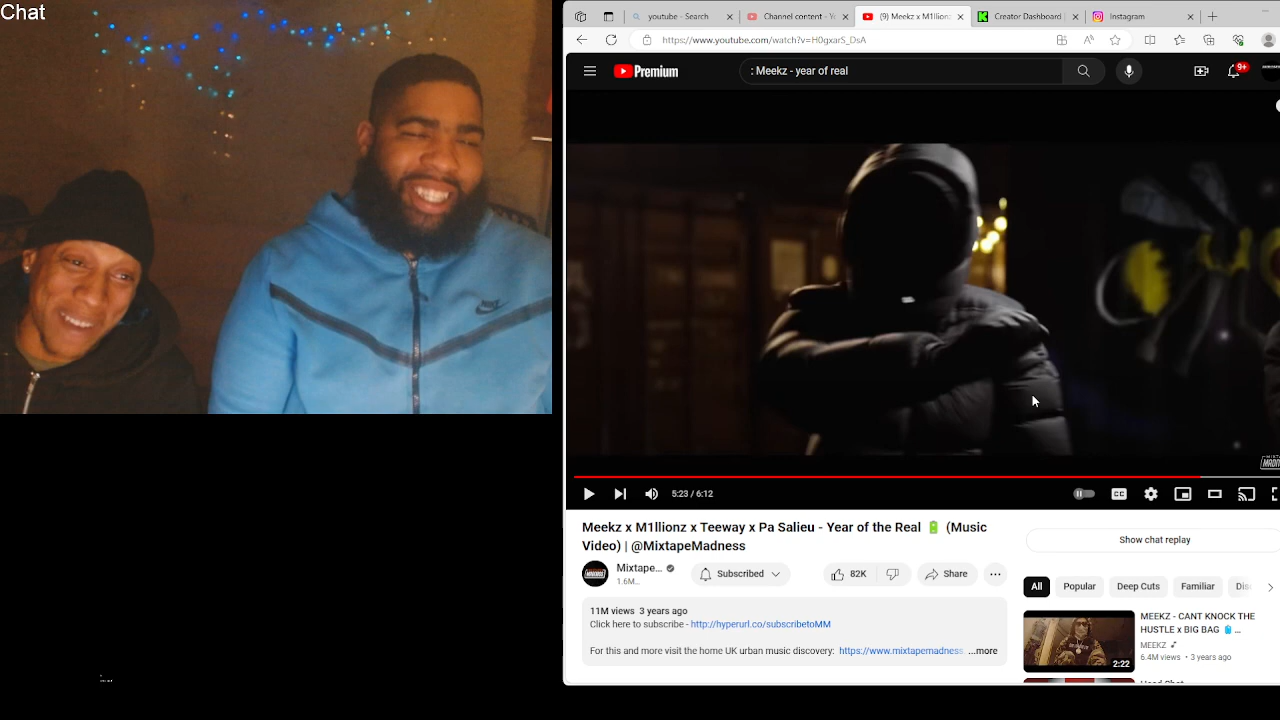 Chat
youtube - Search
Channel content - Yo
(9) Meekz x M1llionz
Creator Dashboard
Instagram
https://www.youtube.com/watch?v=H0gxarS_DsA
Premium
: Meekz - year of real
9+
NIKE
5:23 / 6:12
CC
Meekz x M1llionz x Teeway x Pa Salieu - Year of the Real 🔋 (Music
Video) | @MixtapeMadness
Mixtape...
1.6M...
Subscribed
82K
Share
Show chat replay
All
Popular
Deep Cuts
Familiar
11M views 3 years ago
Click here to subscribe - http://hyperurl.co/subscribetoMM
For this and more visit the home UK urban music discovery: https://www.mixtapemadness ...more
MEEKZ - CANT KNOCK THE
HUSTLE x BIG BAG 🧳 ...
MEEKZ
6.4M views • 3 years ago
2:22